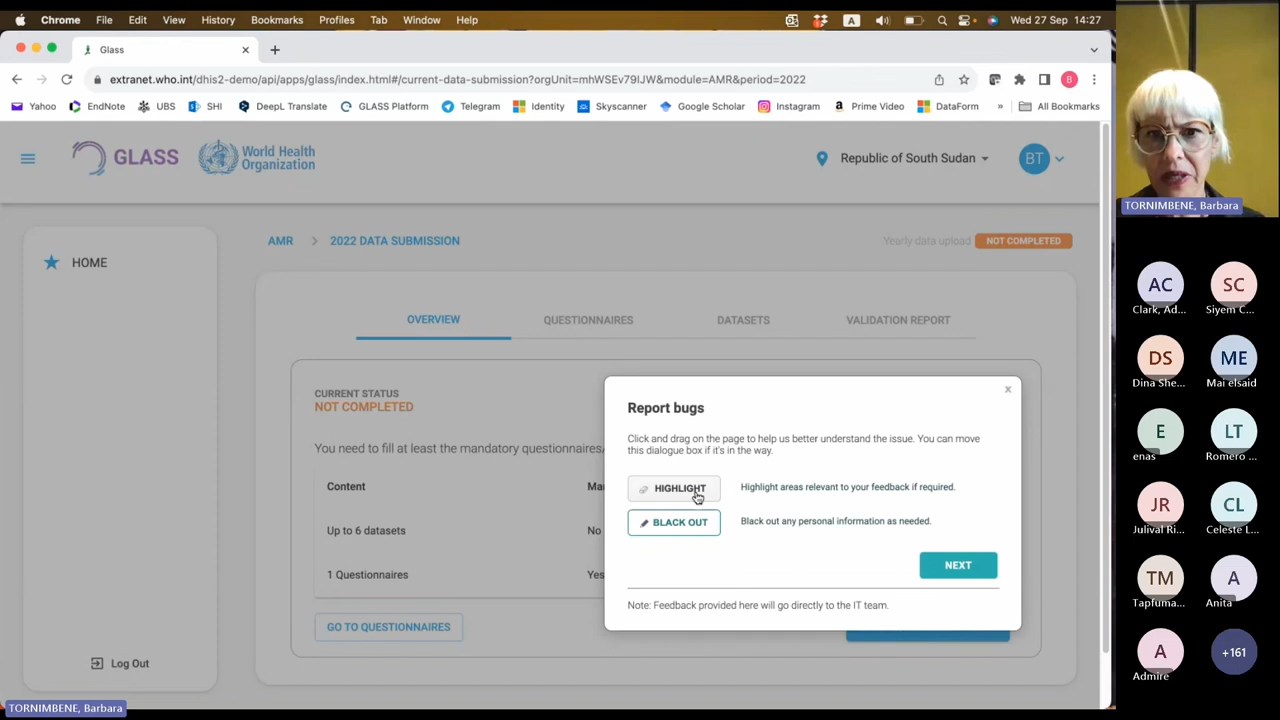 Chrome File Edit View History Bookmarks Profiles Tab Window Help A Wed 27 Sep 14:27
Glass
extranet.who.int/dhis2-demo/api/apps/glass/index.html#/current-data-submission?orgUnit=mhWSEv79IJW&module=AMR&period=2022
B
Yahoo EndNote UBS SHI DeepL Translate GLASS Platform Telegram Identity Skyscanner Google Scholar Instagram Prime Video DataForm » All Bookmarks
GLASS World Health Organization Republic of South Sudan BT
HOME
Log Out
AMR > 2022 DATA SUBMISSION Yearly data upload NOT COMPLETED
OVERVIEW QUESTIONNAIRES DATASETS VALIDATION REPORT
CURRENT STATUS
NOT COMPLETED
You need to fill at least the mandatory questionnaires/
Content
Up to 6 datasets No
1 Questionnaires Yes
GO TO QUESTIONNAIRES
x
Report bugs
Click and drag on the page to help us better understand the issue. You can move
this dialogue box if it's in the way.
HIGHLIGHT Highlight areas relevant to your feedback if required.
BLACK OUT Black out any personal information as needed.
NEXT
Note: Feedback provided here will go directly to the IT team.
TORNIMBENE, Barbara
TORNIMBENE, Barbara
AC SC
Clark, Ad... Siyem C...
DS ME
Dina She... Mai elsaid
E LT
enas Romero ...
JR CL
Julival Ri... Celeste L...
TM A
Tapfuma... Anita
A +161
Admire